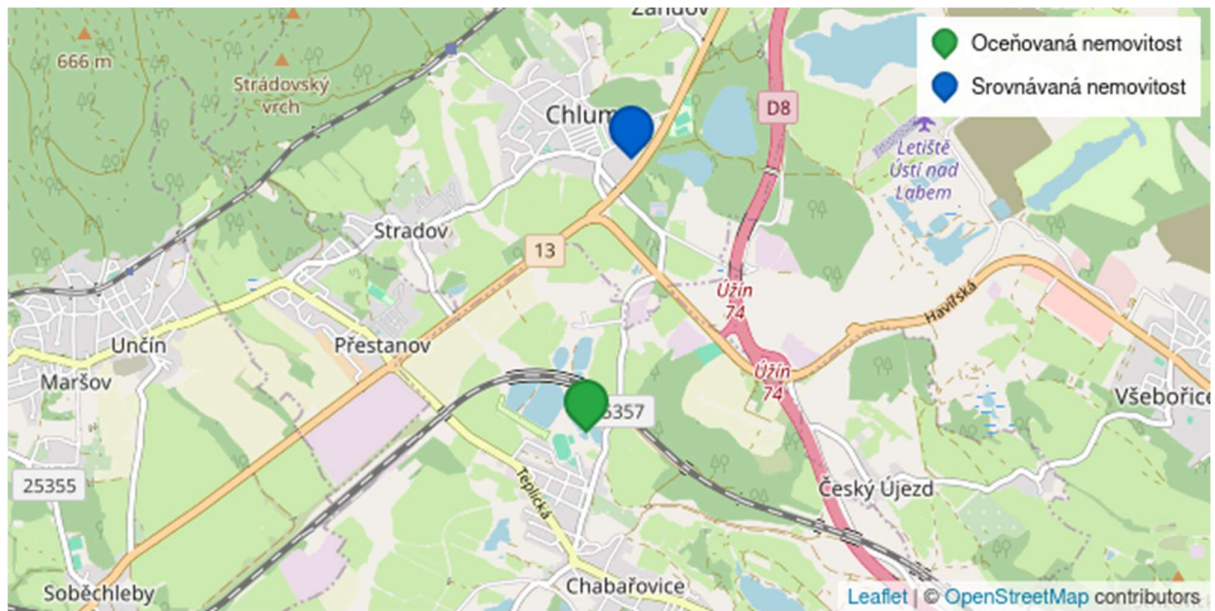 Žandov
Oceňovaná nemovitost
666 m
Strádovský
vrch
Srovnávaná nemovitost
Chlum
D8
Letiště
Ústí nad
Labem
Stradov
13
Úžín
74
Havířská
Unčín
Přestanov
Maršov
Úžín
74
Všebořice
5357
25355
Teplická
Český Újezd
Soběchleby
Chabařovice
Leaflet | © OpenStreetMap contributors